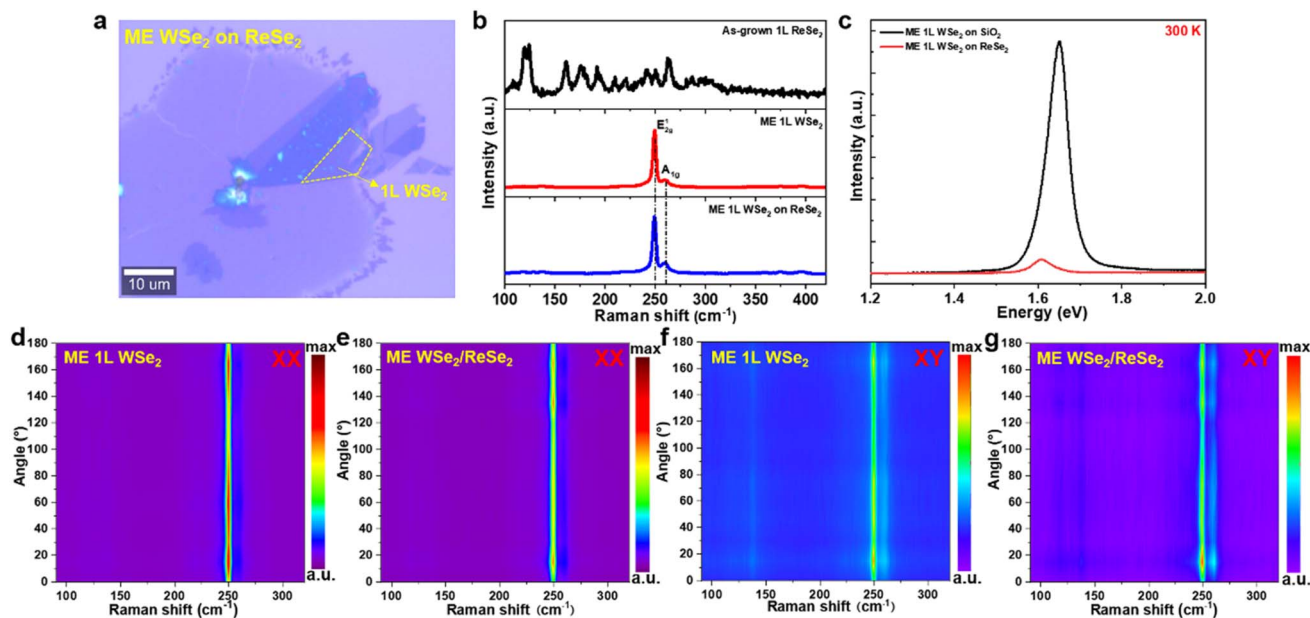 a
ME WSe₂ on ReSe₂
1L WSe₂
10 um
b
As-grown 1L ReSe₂
E¹₂g
ME 1L WSe₂
A₁g
ME 1L WSe₂ on ReSe₂
Intensity (a.u.)
100 150 200 250 300 350 400
Raman shift (cm⁻¹)
c
ME 1L WSe₂ on SiO₂
ME 1L WSe₂ on ReSe₂
300 K
Intensity (a.u.)
1.2 1.4 1.6 1.8 2.0
Energy (eV)
d
ME 1L WSe₂
XX
max
a.u.
Angle (°)
180
160
140
120
100
80
60
40
20
0
100 150 200 250 300
Raman shift (cm⁻¹)
e
ME WSe₂/ReSe₂
XX
max
a.u.
Angle (°)
180
160
140
120
100
80
60
40
20
0
100 150 200 250 300
Raman shift (cm⁻¹)
f
ME 1L WSe₂
XY
max
a.u.
Angle (°)
180
160
140
120
100
80
60
40
20
0
100 150 200 250 300
Raman shift (cm⁻¹)
g
ME WSe₂/ReSe₂
XY
max
a.u.
Angle (°)
180
160
140
120
100
80
60
40
20
0
100 150 200 250 300
Raman shift (cm⁻¹)